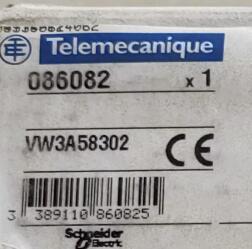 Telemecanique
086082 x 1
VW3A58302 CE
3 389110 860825
Schneider
Electric